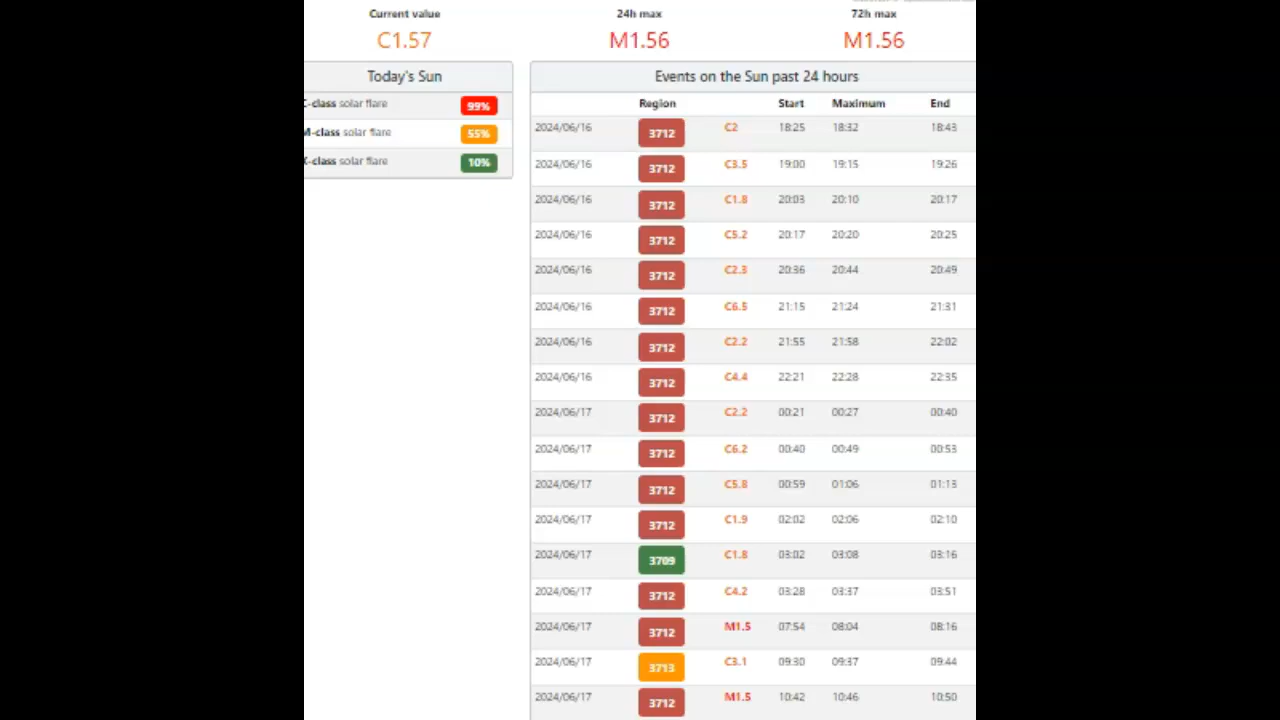 Current value 24h max 72h max
C1.57 M1.56 M1.56
Today's Sun
-class solar flare 99%
-class solar flare 55%
-class solar flare 10%
Events on the Sun past 24 hours
Region Start Maximum End
2024/06/16 3712 C2 18:25 18:32 18:43
2024/06/16 3712 C3.5 19:00 19:15 19:26
2024/06/16 3712 C1.8 20:03 20:10 20:17
2024/06/16 3712 C5.2 20:17 20:20 20:25
2024/06/16 3712 C2.3 20:36 20:44 20:49
2024/06/16 3712 C6.5 21:15 21:24 21:31
2024/06/16 3712 C2.2 21:55 21:58 22:02
2024/06/16 3712 C4.4 22:21 22:28 22:35
2024/06/17 3712 C2.2 00:21 00:27 00:40
2024/06/17 3712 C6.2 00:40 00:49 00:53
2024/06/17 3712 C5.8 00:59 01:06 01:13
2024/06/17 3712 C1.9 02:02 02:06 02:10
2024/06/17 3709 C1.8 03:02 03:08 03:16
2024/06/17 3712 C4.2 03:28 03:37 03:51
2024/06/17 3712 M1.5 07:54 08:04 08:16
2024/06/17 3713 C3.1 09:30 09:37 09:44
2024/06/17 3712 M1.5 10:42 10:46 10:50